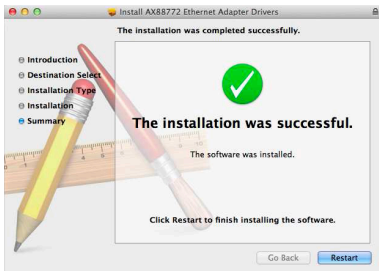 Install AX88772 Ethernet Adapter Drivers
The installation was completed successfully.
Introduction
Destination Select
Installation Type
Installation
Summary
The installation was successful.
The software was installed.
Click Restart to finish installing the software.
Go Back
Restart